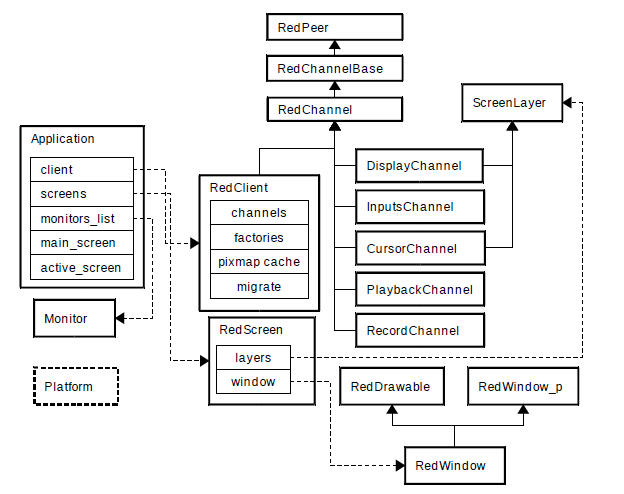 RedPeer
RedChannelBase
RedChannel
ScreenLayer
Application
client
screens
monitors_list
main_screen
active_screen
RedClient
channels
factories
pixmap cache
migrate
DisplayChannel
InputsChannel
CursorChannel
PlaybackChannel
RecordChannel
Monitor
RedScreen
layers
window
Platform
RedDrawable
RedWindow_p
RedWindow